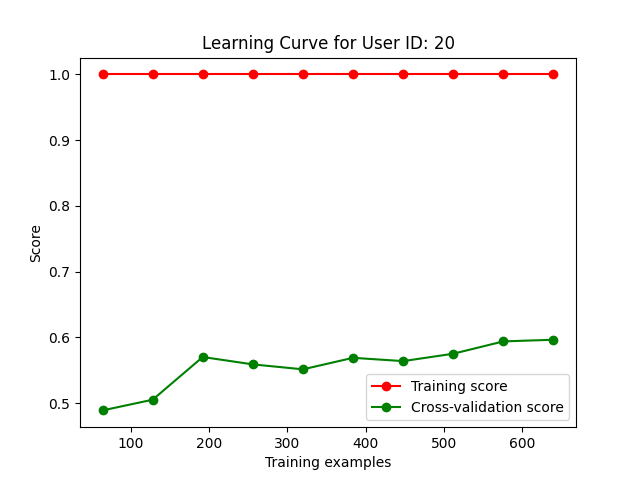 Learning Curve for User ID: 20
1.0
0.9
0.8
0.7
0.6
0.5
Score
100
200
300
400
500
600
Training examples
Training score
Cross-validation score